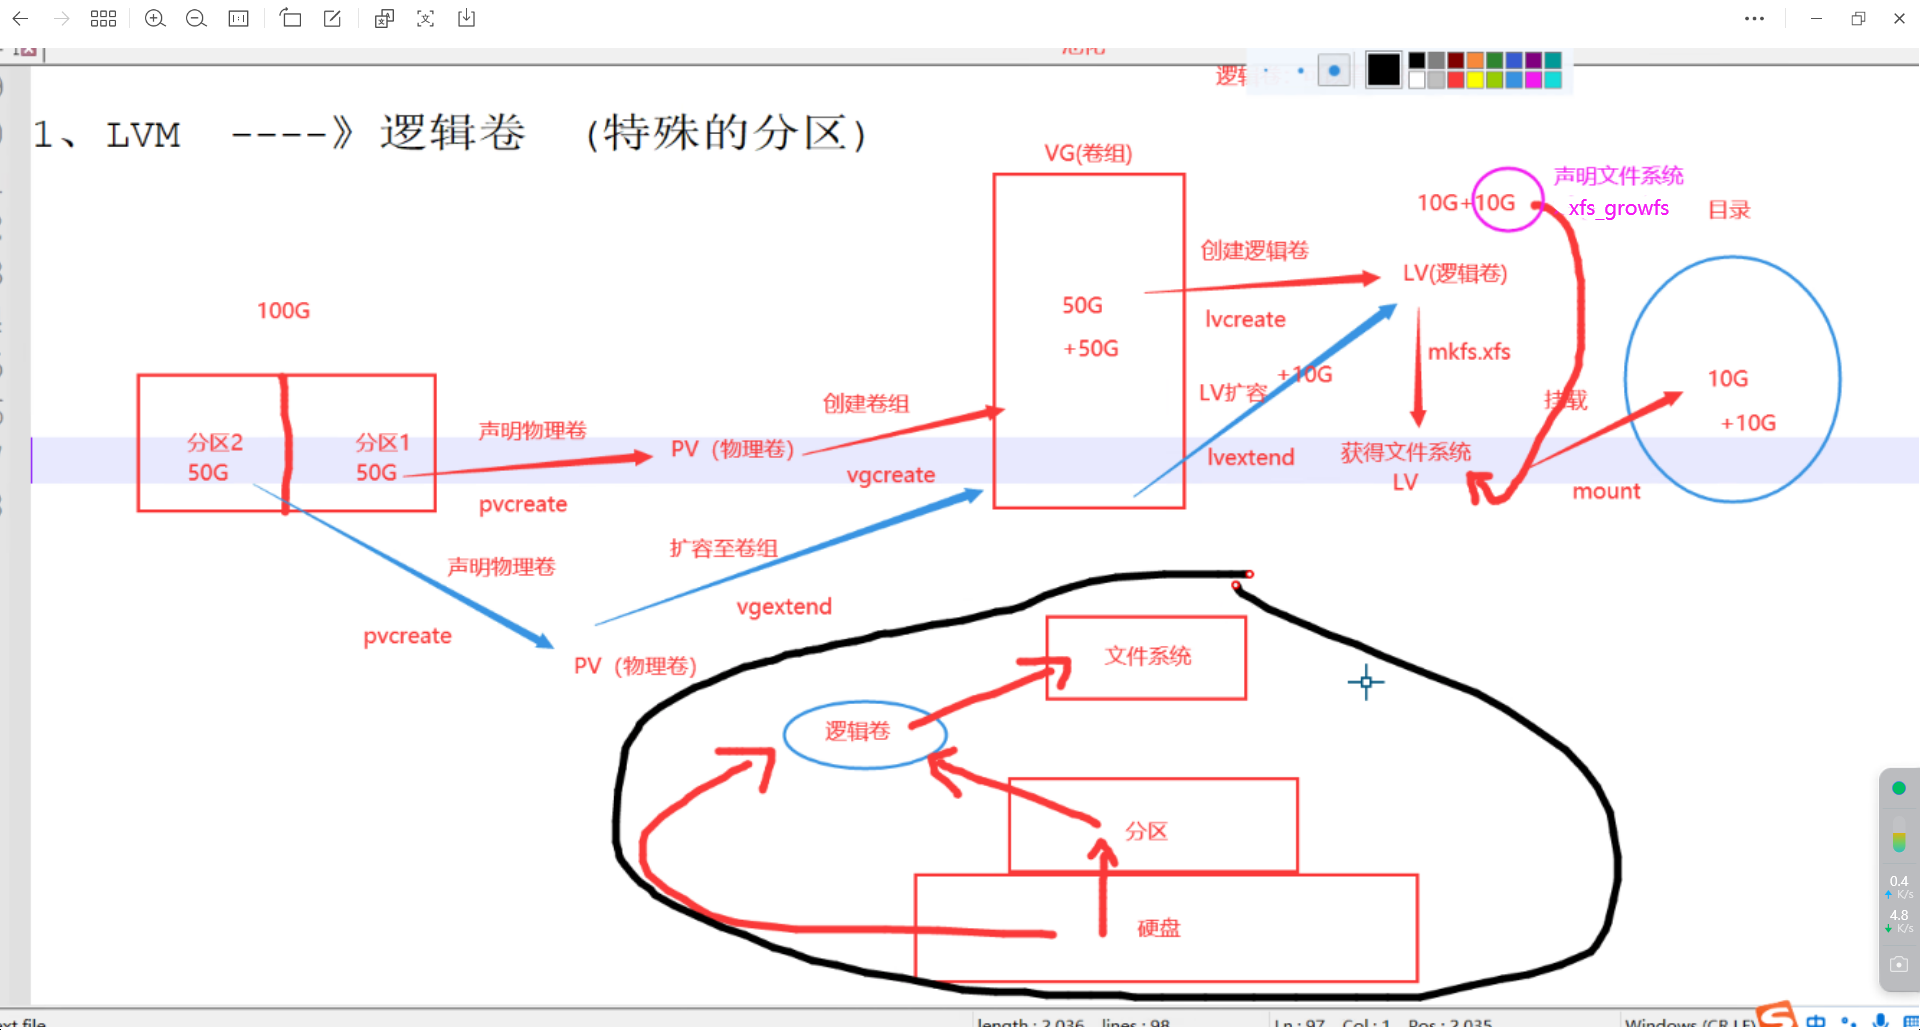 1、LVM ----》逻辑卷 (特殊的分区)
VG(卷组)
声明文件系统
10G+10G
xfs_growfs
目录
创建逻辑卷
LV(逻辑卷)
100G
50G
+50G
lvcreate
mkfs.xfs
+10G
LV扩容
10G
+10G
挂载
创建卷组
声明物理卷
分区2
50G
分区1
50G
PV（物理卷）
vgcreate
lvextend
获得文件系统
LV
mount
pvcreate
扩容至卷组
声明物理卷
vgextend
pvcreate
PV（物理卷）
文件系统
逻辑卷
分区
硬盘
0.4
K/s
4.8
K/s
length : 2,036 lines : 98
Ln : 97 Col : 1 Pos : 2,035
Windows (CR LF)
中